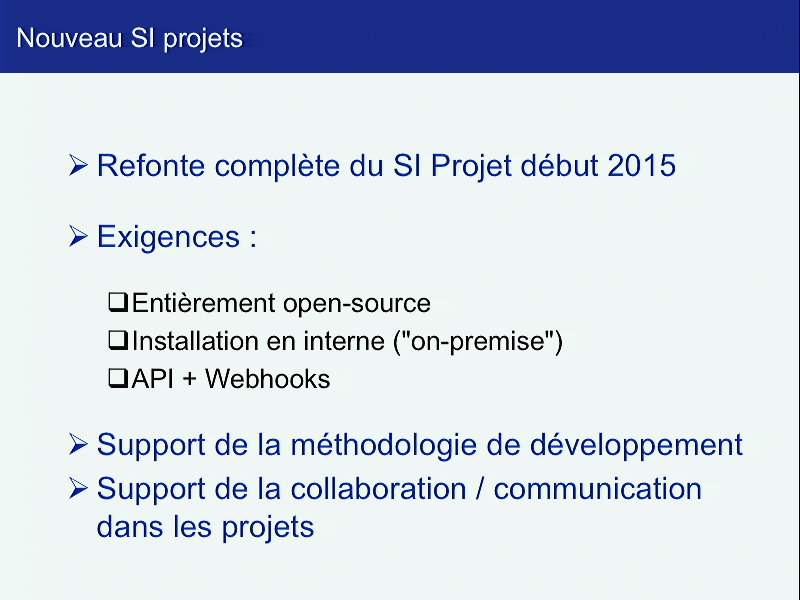 Nouveau SI projets
➢ Refonte complète du SI Projet début 2015
➢ Exigences :
❑Entièrement open-source
❑Installation en interne ("on-premise")
❑API + Webhooks
➢ Support de la méthodologie de développement
➢ Support de la collaboration / communication
dans les projets